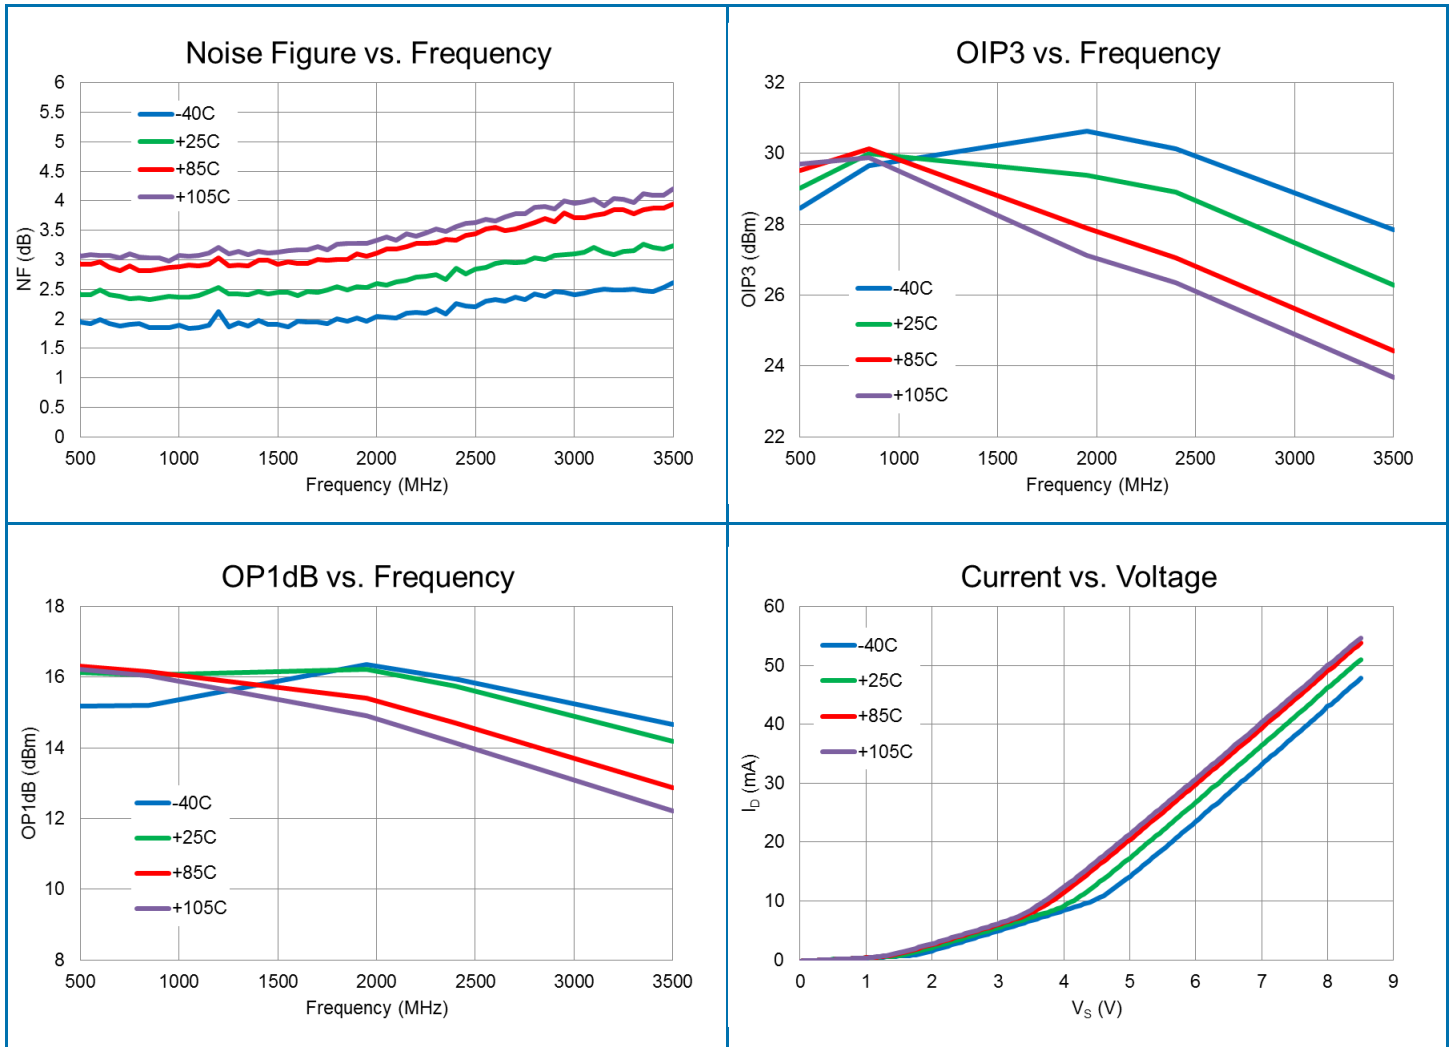 Noise Figure vs. Frequency
6
5.5
5
4.5
4
3.5
3
2.5
2
1.5
1
0.5
0
NF (dB)
-40C
+25C
+85C
+105C
500 1000 1500 2000 2500 3000 3500
Frequency (MHz)
OIP3 vs. Frequency
32
30
28
26
24
22
OIP3 (dBm)
-40C
+25C
+85C
+105C
500 1000 1500 2000 2500 3000 3500
Frequency (MHz)
OP1dB vs. Frequency
18
16
14
12
10
8
OP1dB (dBm)
-40C
+25C
+85C
+105C
500 1000 1500 2000 2500 3000 3500
Frequency (MHz)
Current vs. Voltage
60
50
40
30
20
10
0
I_D (mA)
-40C
+25C
+85C
+105C
0 1 2 3 4 5 6 7 8 9
V_S (V)